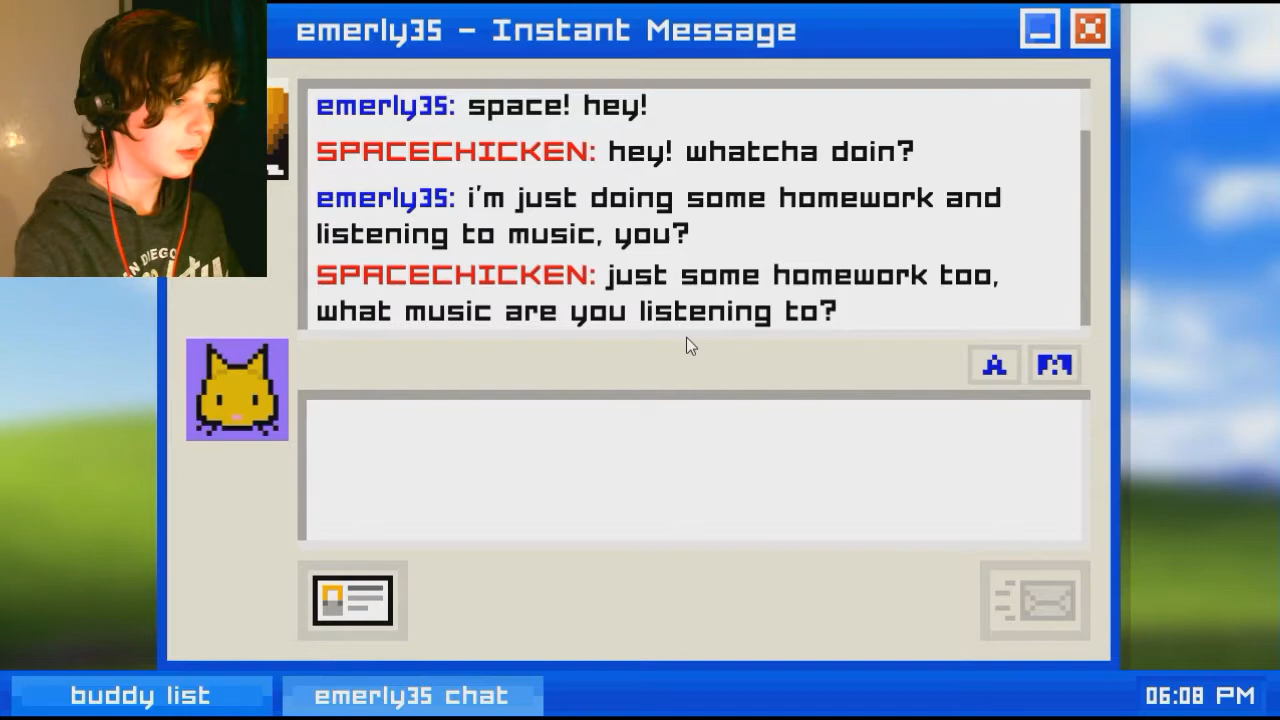 emerly35 - Instant Message
emerly35: space! hey!
SPACECHICKEN: hey! whatcha doin?
emerly35: i'm just doing some homework and
listening to music, you?
SPACECHICKEN: just some homework too,
what music are you listening to?
A
buddy list
emerly35 chat
06:08 PM